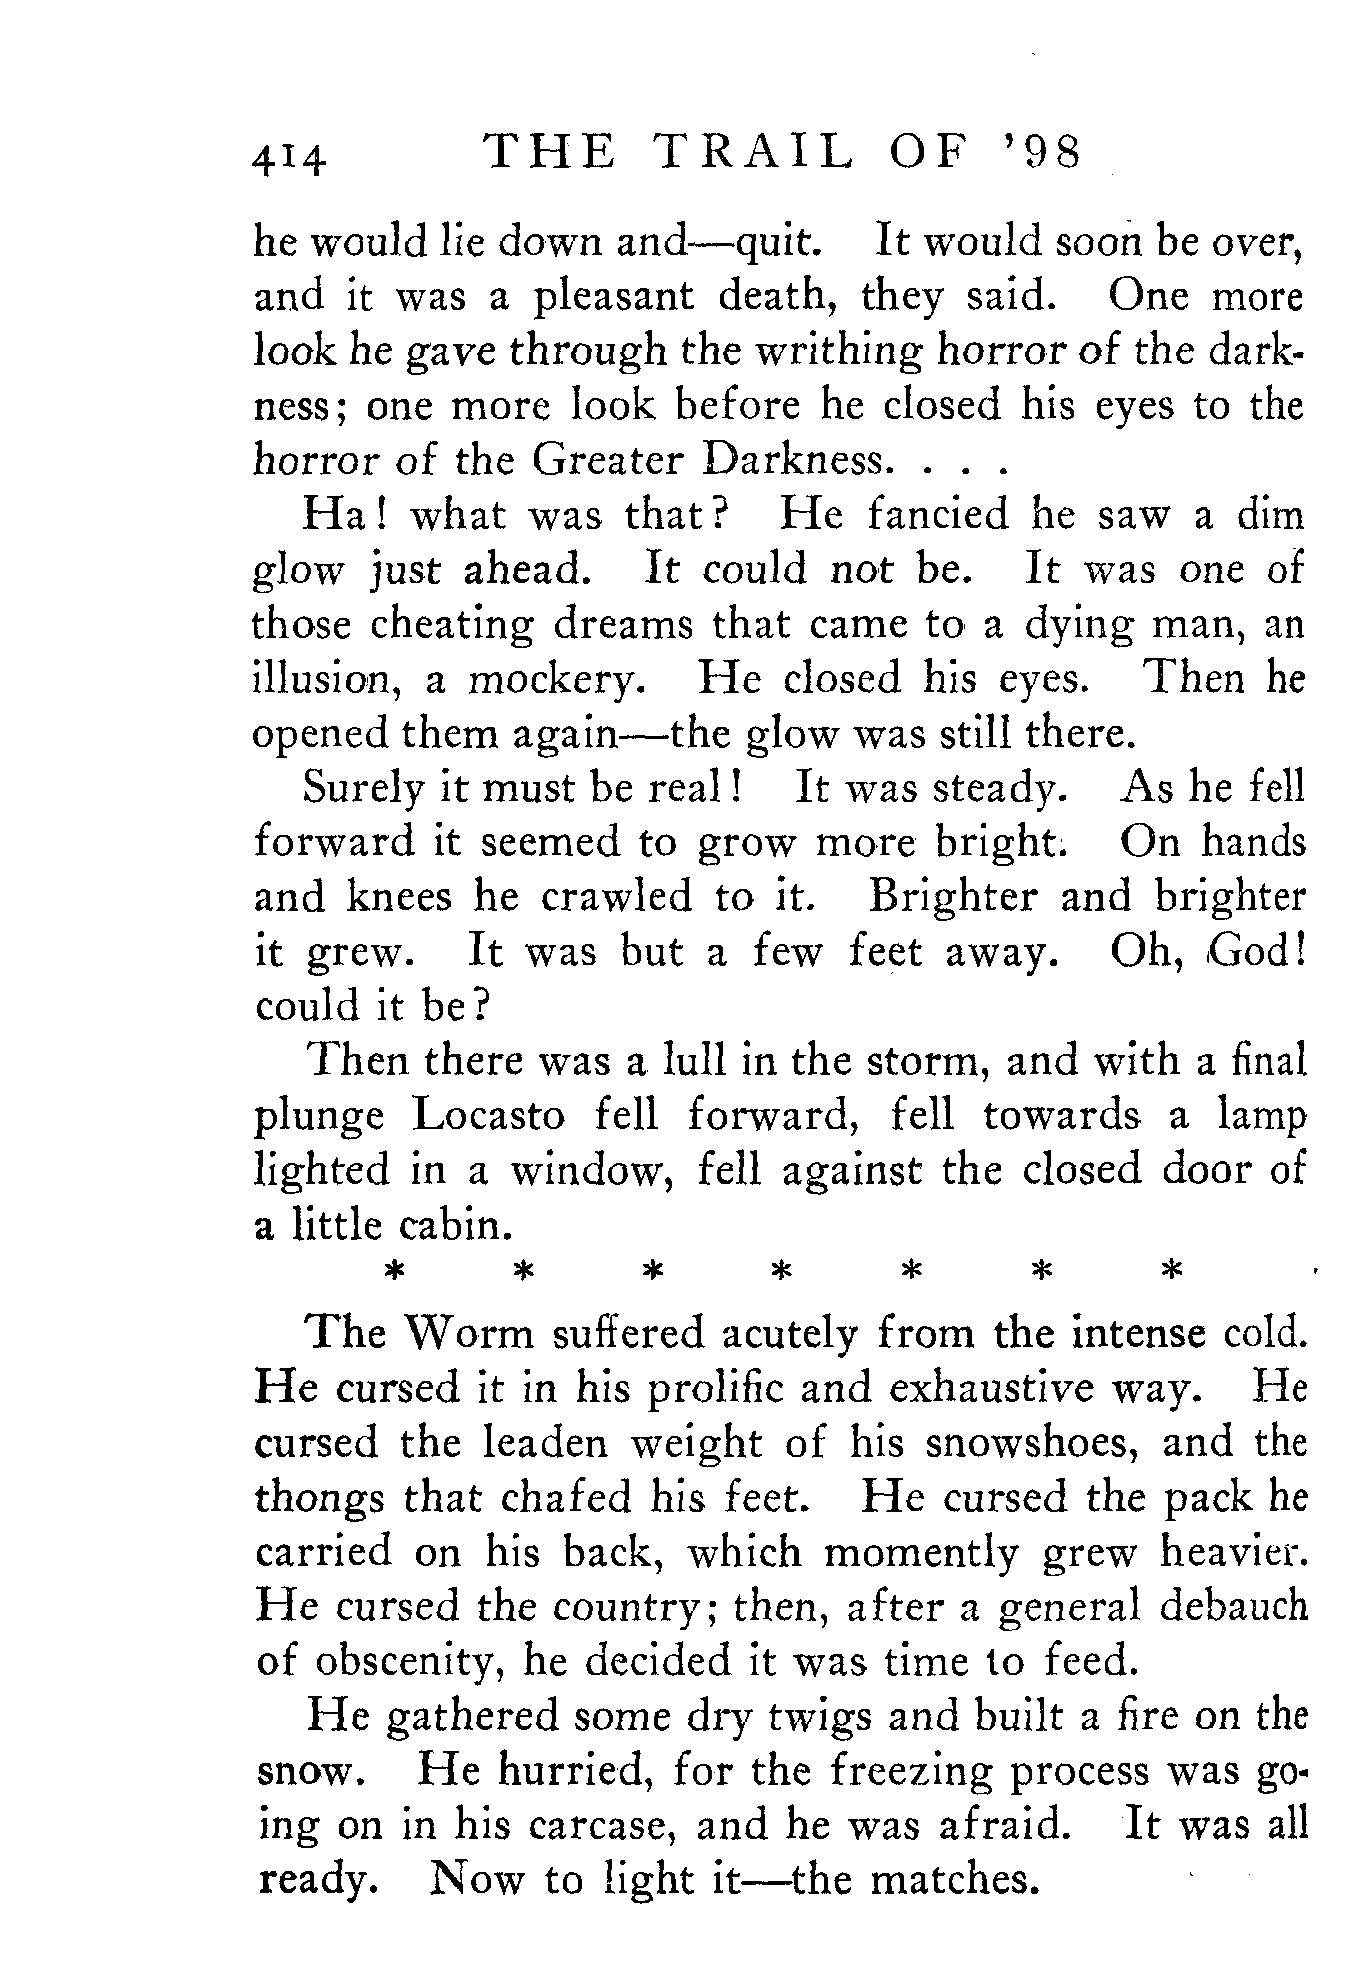 414 THE TRAIL OF '98
he would lie down and—quit. It would soon be over,
and it was a pleasant death, they said. One more
look he gave through the writhing horror of the dark-
ness; one more look before he closed his eyes to the
horror of the Greater Darkness. . . .
Ha! what was that? He fancied he saw a dim
glow just ahead. It could not be. It was one of
those cheating dreams that came to a dying man, an
illusion, a mockery. He closed his eyes. Then he
opened them again—the glow was still there.
Surely it must be real! It was steady. As he fell
forward it seemed to grow more bright. On hands
and knees he crawled to it. Brighter and brighter
it grew. It was but a few feet away. Oh, God!
could it be?
Then there was a lull in the storm, and with a final
plunge Locasto fell forward, fell towards a lamp
lighted in a window, fell against the closed door of
a little cabin.
* * * * * * *
The Worm suffered acutely from the intense cold.
He cursed it in his prolific and exhaustive way. He
cursed the leaden weight of his snowshoes, and the
thongs that chafed his feet. He cursed the pack he
carried on his back, which momently grew heavier.
He cursed the country; then, after a general debauch
of obscenity, he decided it was time to feed.
He gathered some dry twigs and built a fire on the
snow. He hurried, for the freezing process was go-
ing on in his carcase, and he was afraid. It was all
ready. Now to light it—the matches.